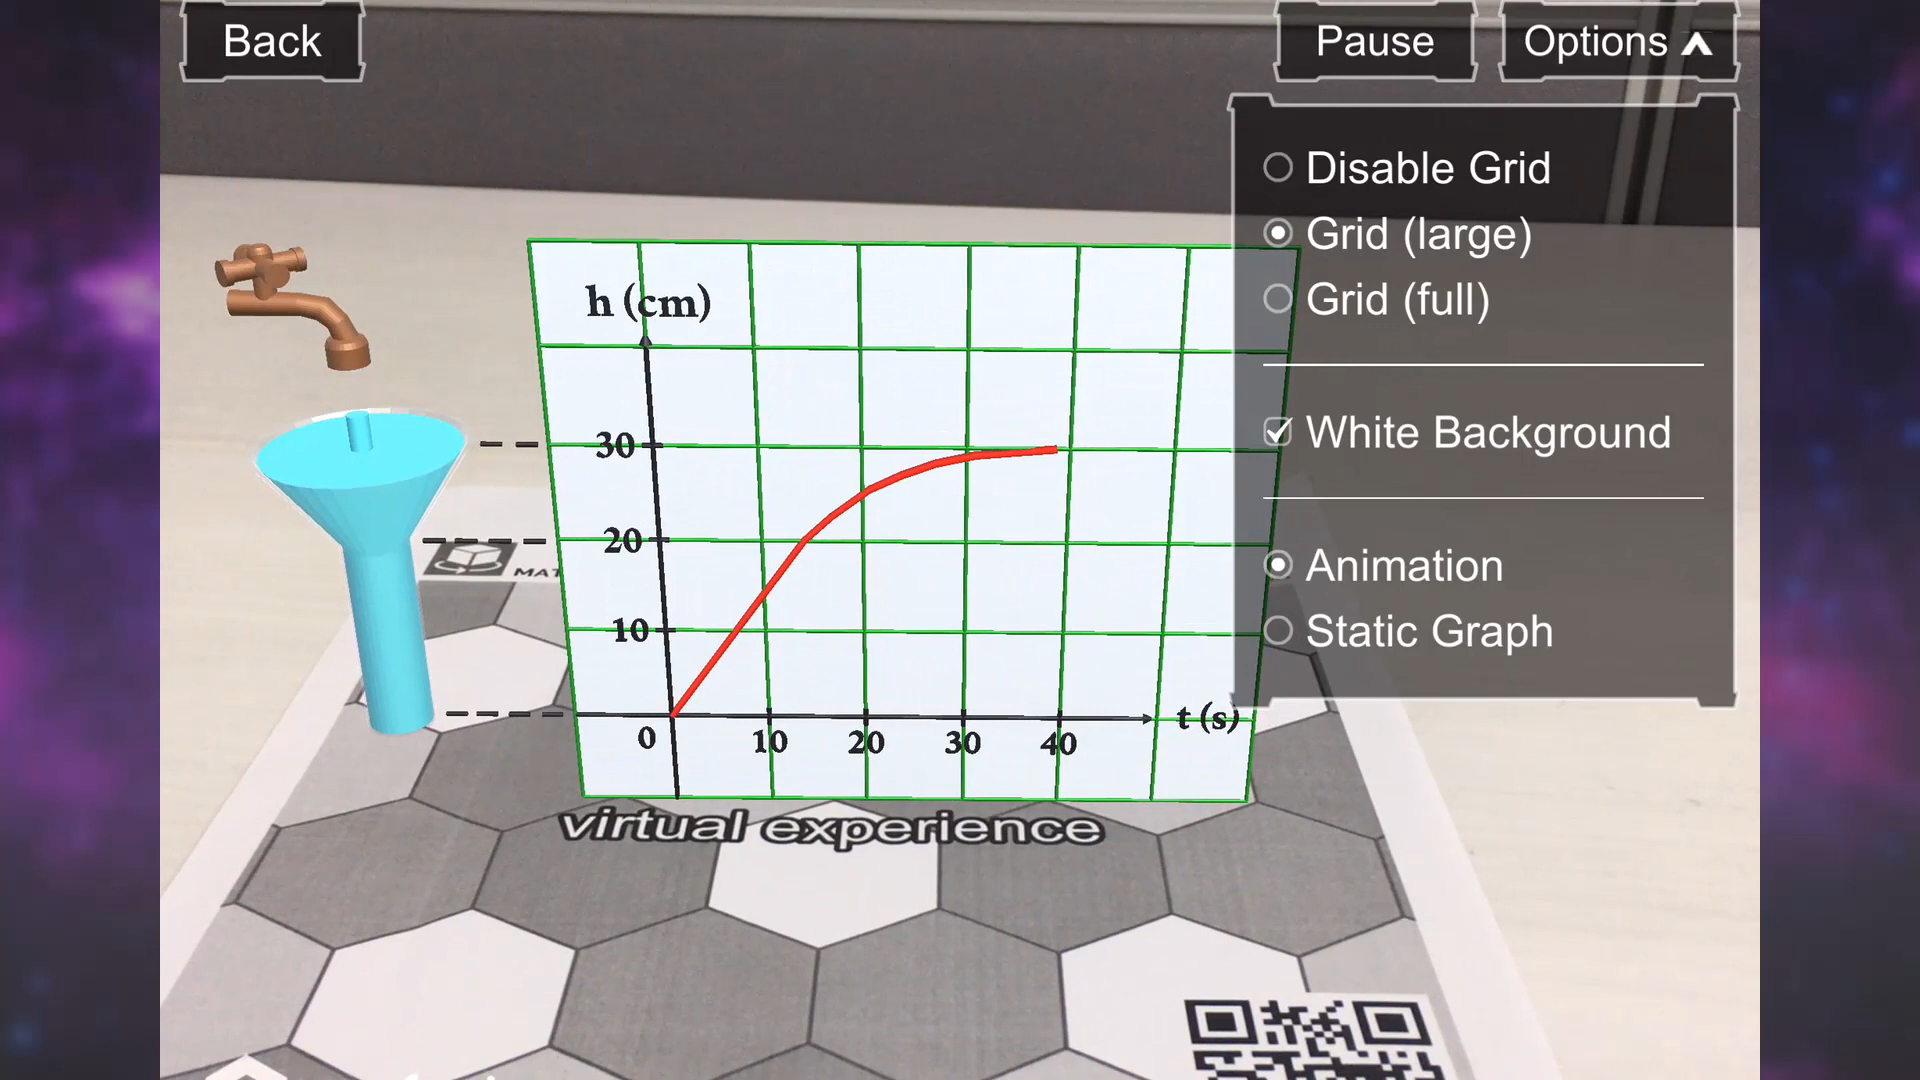 Back
Pause
Options
Disable Grid
Grid (large)
Grid (full)
White Background
Animation
Static Graph
h (cm)
30
20
10
0
10
20
30
40
t (s)
MAT
virtual experience